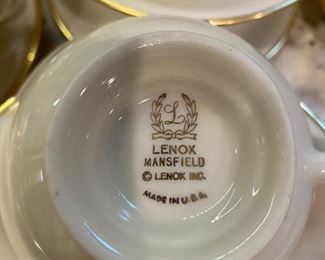 L
LENOX
MANSFIELD
© LENOX INC.
MADE IN U.S.A.